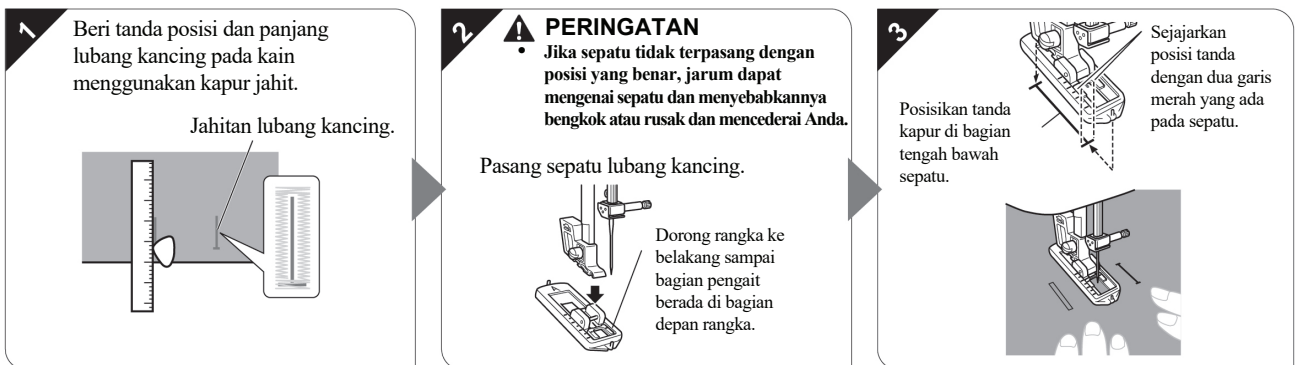 1
Beri tanda posisi dan panjang
lubang kancing pada kain
menggunakan kapur jahit.
Jahitan lubang kancing.
2
PERINGATAN
• Jika sepatu tidak terpasang dengan
posisi yang benar, jarum dapat
mengenai sepatu dan menyebabkannya
bengkok atau rusak dan mencederai Anda.
Pasang sepatu lubang kancing.
Dorong rangka ke
belakang sampai
bagian pengait
berada di bagian
depan rangka.
A
3
Sejajarkan
posisi tanda
dengan dua garis
merah yang ada
pada sepatu.
Posisikan tanda
kapur di bagian
tengah bawah
sepatu.